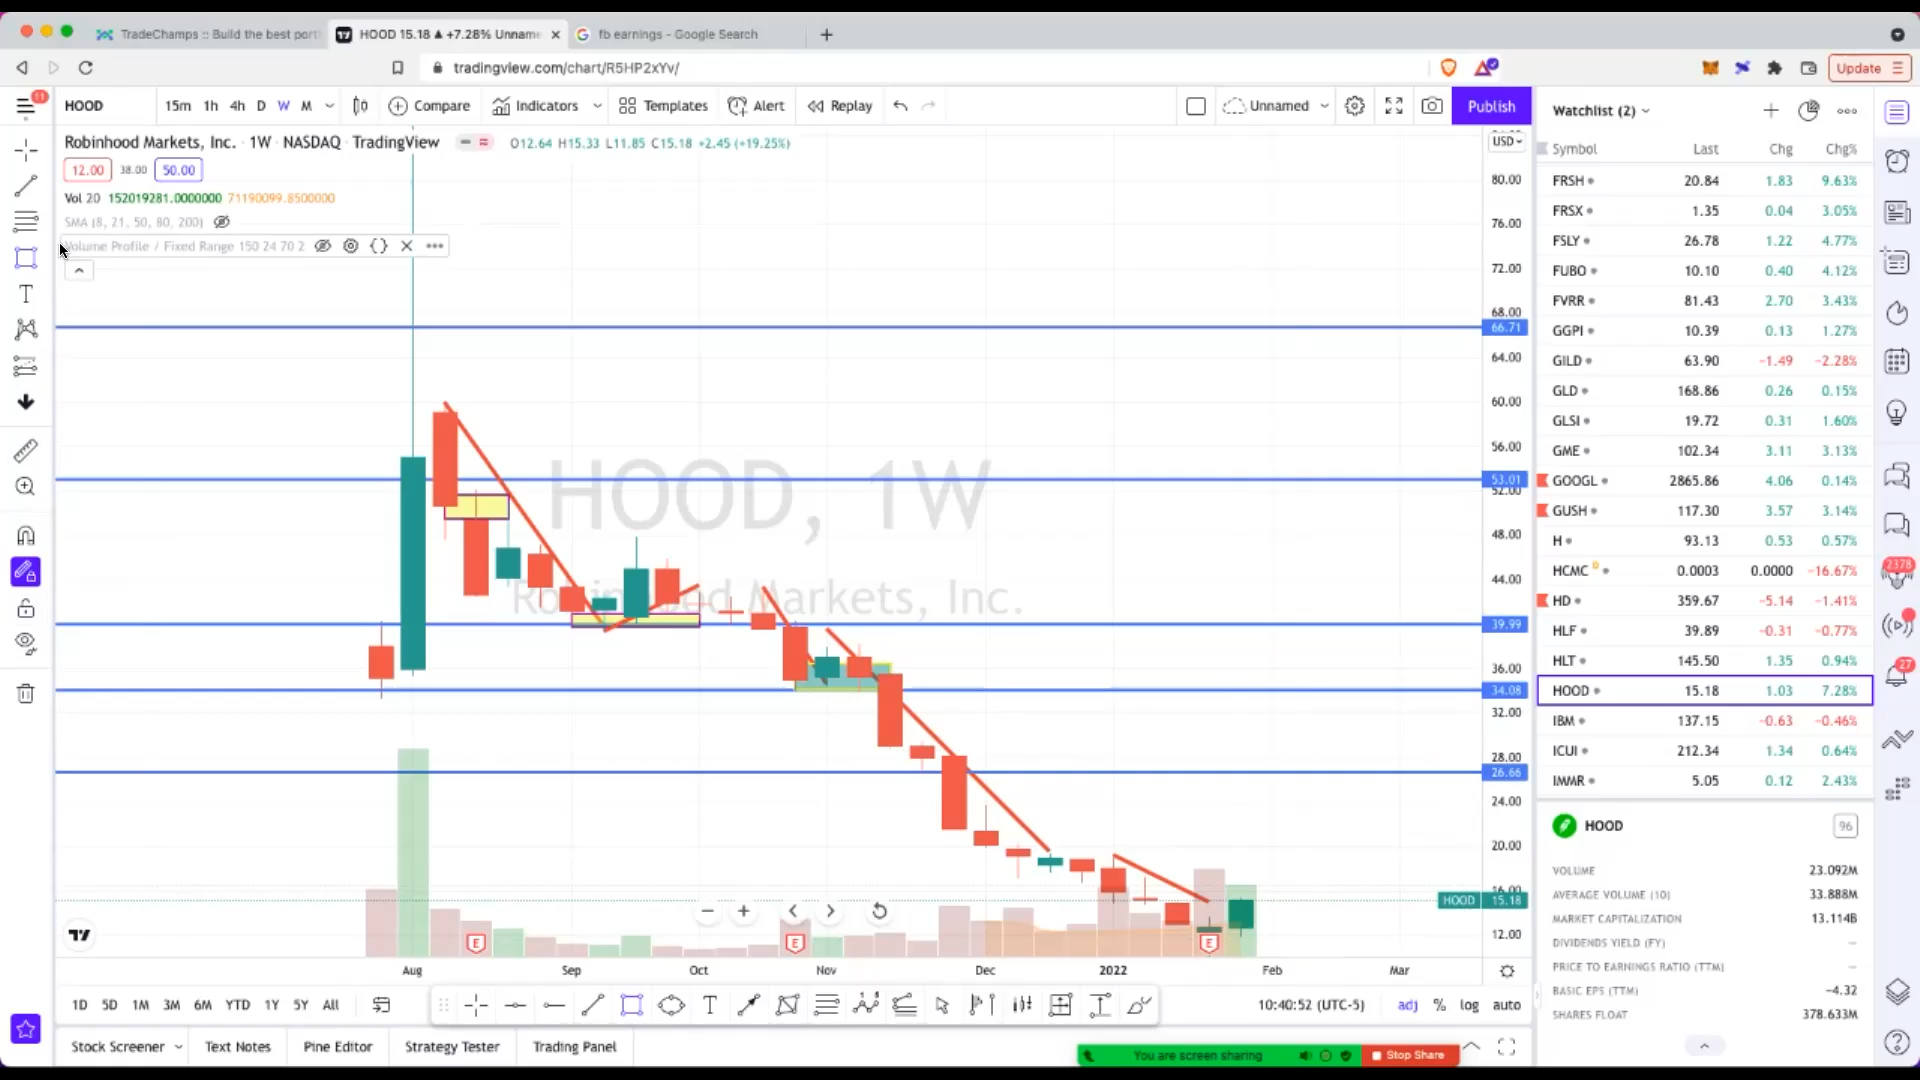 TradeChamps :: Build the best port
HOOD 15.18 ▲ +7.28% Unname
fb earnings - Google Search
tradingview.com/chart/R5HP2xYv/
Update
11
HOOD
15m 1h 4h D W M
Compare
Indicators
Templates
Alert
Replay
Unnamed
Publish
Robinhood Markets, Inc. · 1W · NASDAQ · TradingView
O12.64 H15.33 L11.85 C15.18 +2.45 (+19.25%)
12.00 38.00 50.00
Vol 20 152019281.0000000 71190099.8500000
SMA (8, 21, 50, 80, 200)
Volume Profile / Fixed Range 150 24 70 2
HOOD, 1W
Robinhood Markets, Inc.
USD
80.00
76.00
72.00
68.00
66.71
64.00
60.00
56.00
53.01
52.00
48.00
44.00
39.99
36.00
34.08
32.00
28.00
26.66
24.00
20.00
16.00
HOOD 15.18
12.00
E E E
Aug Sep Oct Nov Dec 2022 Feb Mar
1D 5D 1M 3M 6M YTD 1Y 5Y All
10:40:52 (UTC-5) adj % log auto
Stock Screener Text Notes Pine Editor Strategy Tester Trading Panel
You are screen sharing Stop Share
Watchlist (2)
Symbol Last Chg Chg%
FRSH 20.84 1.83 9.63%
FRSX 1.35 0.04 3.05%
FSLY 26.78 1.22 4.77%
FUBO 10.10 0.40 4.12%
FVRR 81.43 2.70 3.43%
GGPI 10.39 0.13 1.27%
GILD 63.90 −1.49 −2.28%
GLD 168.86 0.26 0.15%
GLSI 19.72 0.31 1.60%
GME 102.34 3.11 3.13%
GOOGL 2865.86 4.06 0.14%
GUSH 117.30 3.57 3.14%
H 93.13 0.53 0.57%
HCMC D 0.0003 0.0000 −16.67%
HD 359.67 −5.14 −1.41%
HLF 39.89 −0.31 −0.77%
HLT 145.50 1.35 0.94%
HOOD 15.18 1.03 7.28%
IBM 137.15 −0.63 −0.46%
ICUI 212.34 1.34 0.64%
IMMR 5.05 0.12 2.43%
HOOD 96
VOLUME 23.092M
AVERAGE VOLUME (10) 33.888M
MARKET CAPITALIZATION 13.114B
DIVIDENDS YIELD (FY) —
PRICE TO EARNINGS RATIO (TTM) —
BASIC EPS (TTM) −4.32
SHARES FLOAT 378.633M
2378
27